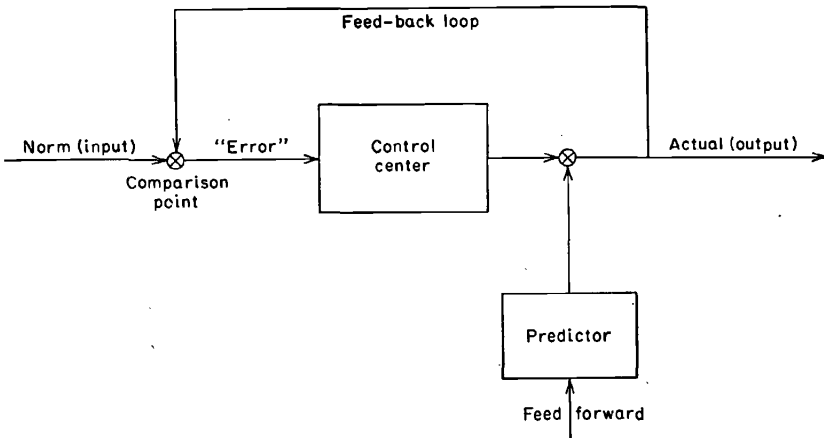 Feed-back loop
Norm (input)
"Error"
Control
center
Actual (output)
Comparison
point
Predictor
Feed forward